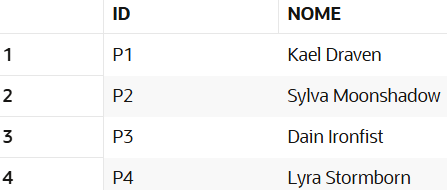 ID NOME
1 P1 Kael Draven
2 P2 Sylva Moonshadow
3 P3 Dain Ironfist
4 P4 Lyra Stormborn